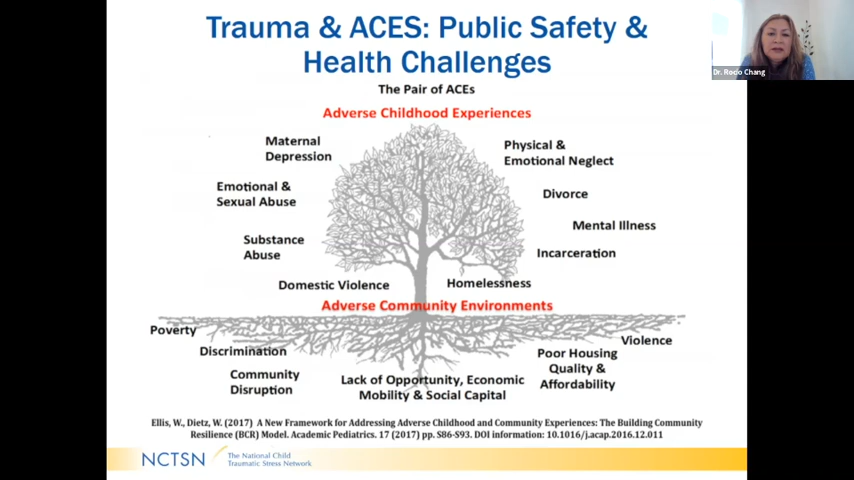 Trauma & ACES: Public Safety &
Health Challenges
Dr. Rocio Chang
The Pair of ACEs
Adverse Childhood Experiences
Maternal
Depression
Physical &
Emotional Neglect
Emotional &
Sexual Abuse
Divorce
Mental Illness
Substance
Abuse
Incarceration
Domestic Violence
Homelessness
Adverse Community Environments
Poverty
Violence
Discrimination
Poor Housing
Quality &
Affordability
Community
Disruption
Lack of Opportunity, Economic
Mobility & Social Capital
Ellis, W., Dietz, W. (2017) A New Framework for Addressing Adverse Childhood and Community Experiences: The Building Community
Resilience (BCR) Model. Academic Pediatrics. 17 (2017) pp. S86-S93. DOI information: 10.1016/j.acap.2016.12.011
NCTSN
The National Child
Traumatic Stress Network